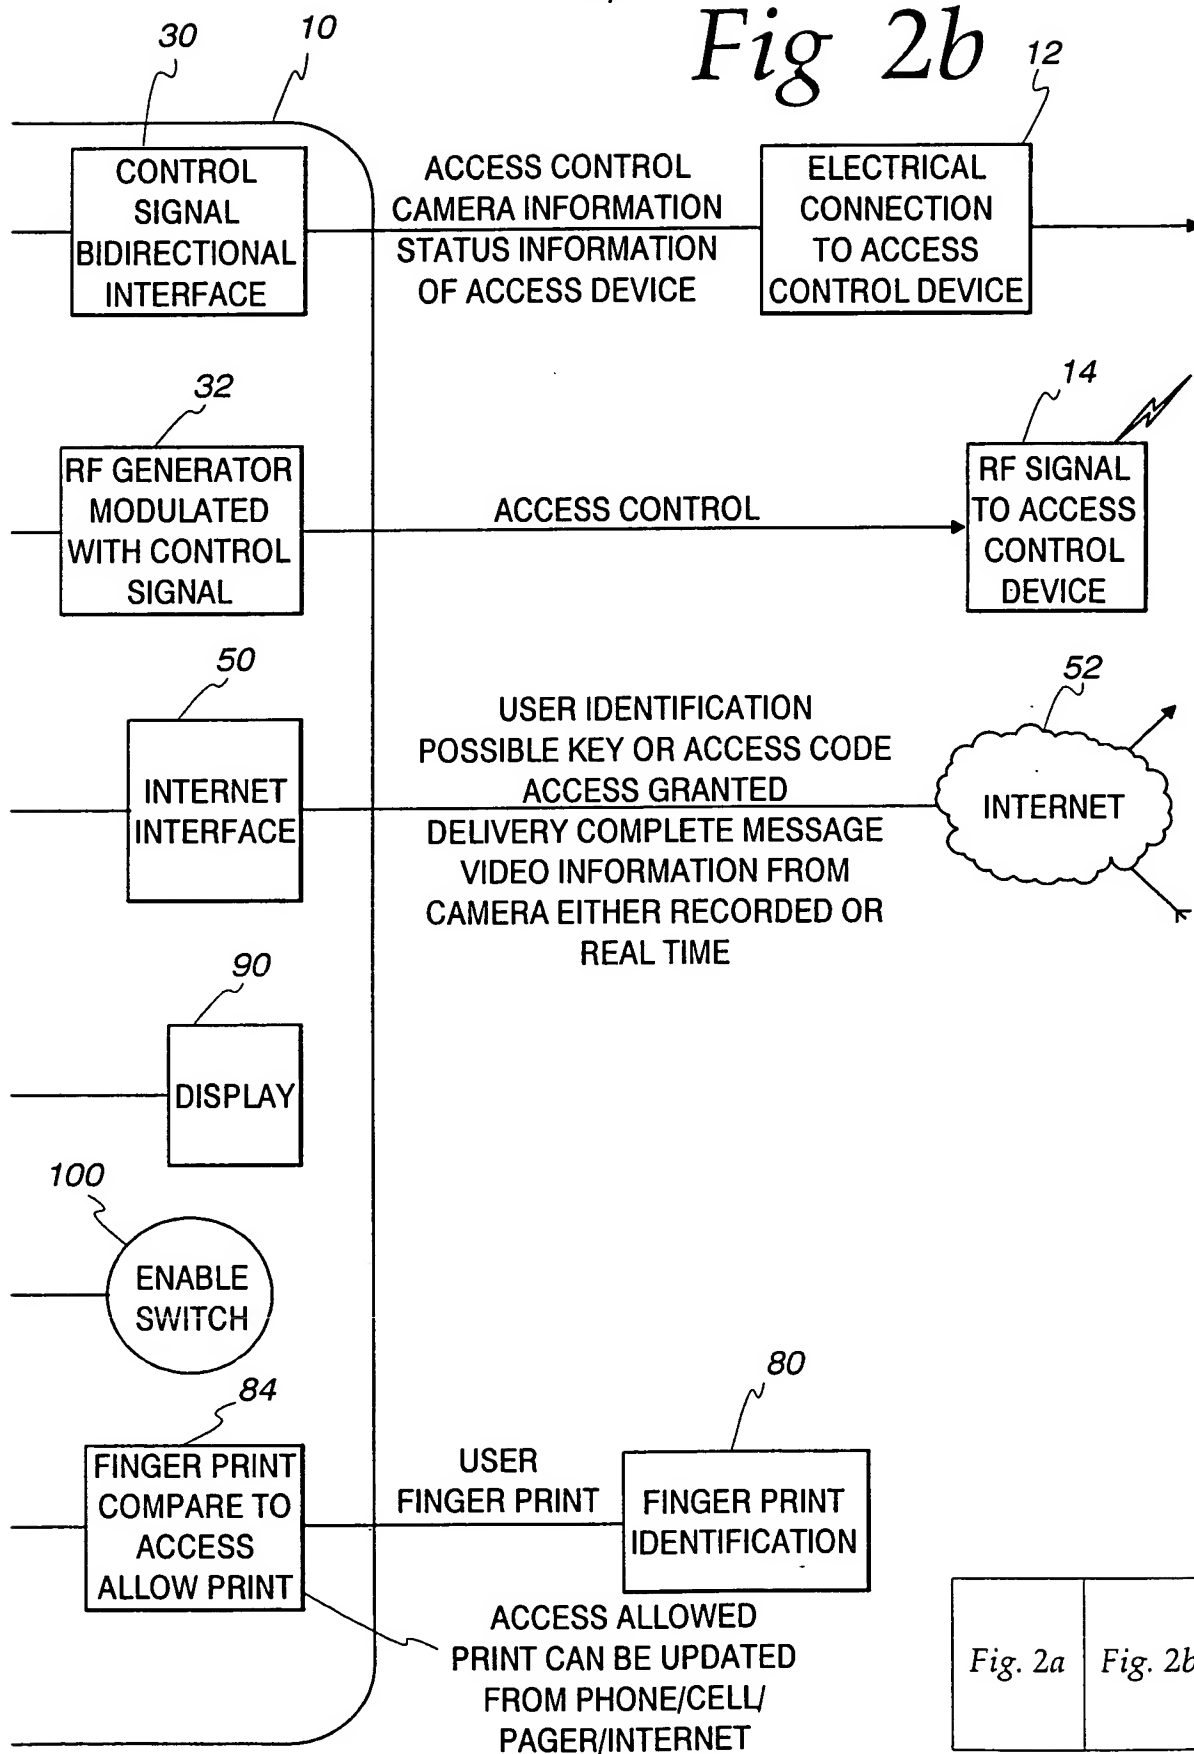 Fig 2b
30
10
12
CONTROL
SIGNAL
BIDIRECTIONAL
INTERFACE
ACCESS CONTROL
CAMERA INFORMATION
STATUS INFORMATION
OF ACCESS DEVICE
ELECTRICAL
CONNECTION
TO ACCESS
CONTROL DEVICE
32
14
RF GENERATOR
MODULATED
WITH CONTROL
SIGNAL
ACCESS CONTROL
RF SIGNAL
TO ACCESS
CONTROL
DEVICE
50
52
INTERNET
INTERFACE
USER IDENTIFICATION
POSSIBLE KEY OR ACCESS CODE
ACCESS GRANTED
DELIVERY COMPLETE MESSAGE
VIDEO INFORMATION FROM
CAMERA EITHER RECORDED OR
REAL TIME
INTERNET
90
DISPLAY
100
ENABLE
SWITCH
84
80
FINGER PRINT
COMPARE TO
ACCESS
ALLOW PRINT
USER
FINGER PRINT
FINGER PRINT
IDENTIFICATION
ACCESS ALLOWED
PRINT CAN BE UPDATED
FROM PHONE/CELL/
PAGER/INTERNET
Fig. 2a
Fig. 2b